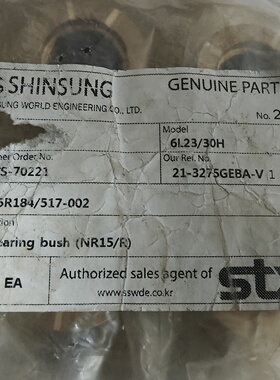 S SHINSUNG
SUNG WORLD ENGINEERING CO., LTD.
GENUINE PART
No. 2
Model
6L23/30H
mer Order No.
S-70221
Our Ref. No.
21-3275GEBA-V 1
5R184/517-002
earing bush (NR15/R)
EA
Authorized sales agent of
www.sswde.co.kr